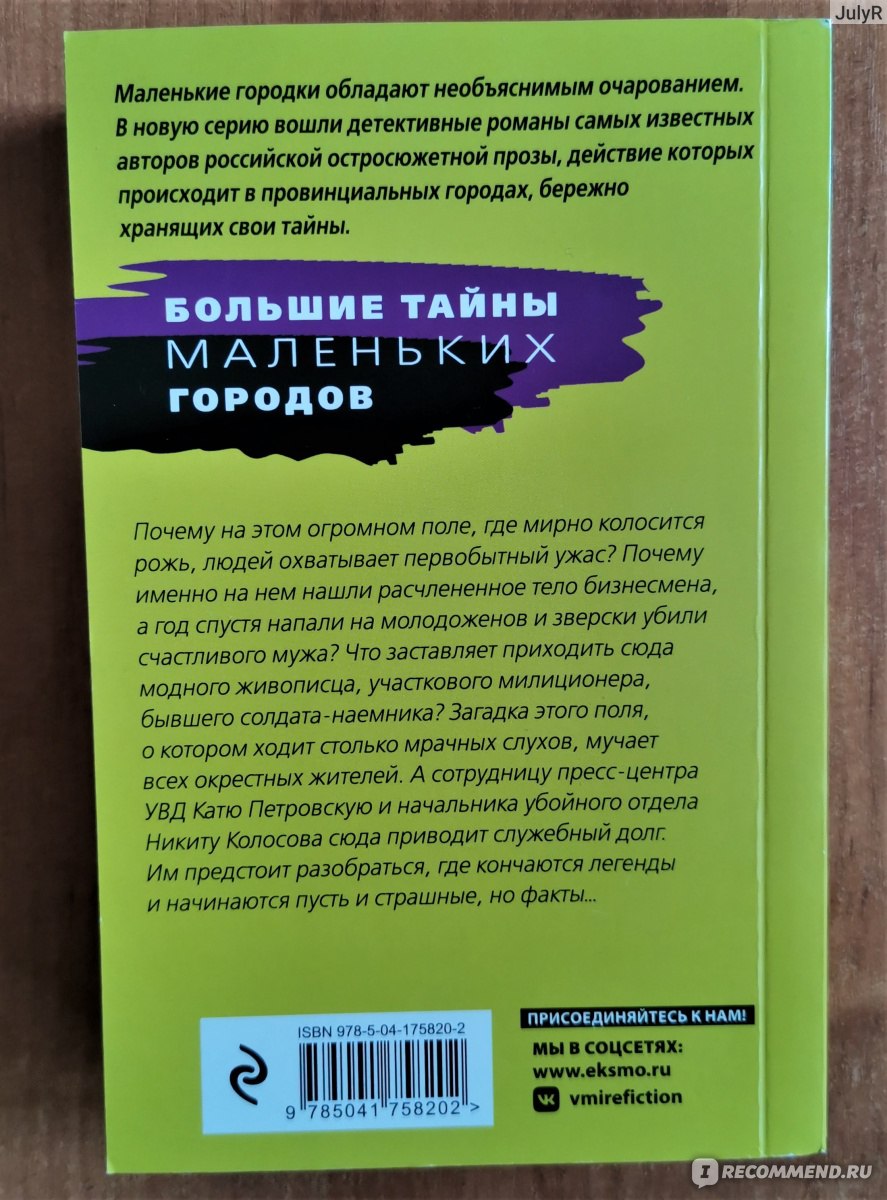 JulyR
Маленькие городки обладают необъяснимым очарованием.
В новую серию вошли детективные романы самых известных
авторов российской остросюжетной прозы, действие которых
происходит в провинциальных городах, бережно
хранящих свои тайны.
БОЛЬШИЕ ТАЙНЫ
МАЛЕНЬКИХ
ГОРОДОВ
Почему на этом огромном поле, где мирно колосится
рожь, людей охватывает первобытный ужас? Почему
именно на нем нашли расчлененное тело бизнесмена,
а год спустя напали на молодоженов и зверски убили
счастливого мужа? Что заставляет приходить сюда
модного живописца, участкового милиционера,
бывшего солдата-наемника? Загадка этого поля,
о котором ходит столько мрачных слухов, мучает
всех окрестных жителей. А сотрудницу пресс-центра
УВД Катю Петровскую и начальника убойного отдела
Никиту Колосова сюда приводит служебный долг.
Им предстоит разобраться, где кончаются легенды
и начинаются пусть и страшные, но факты...
ISBN 978-5-04-175820-2
9 785041 758202 >
ПРИСОЕДИНЯЙТЕСЬ К НАМ!
МЫ В СОЦСЕТЯХ:
www.eksmo.ru
vmirefiction
I RECOMMEND.RU